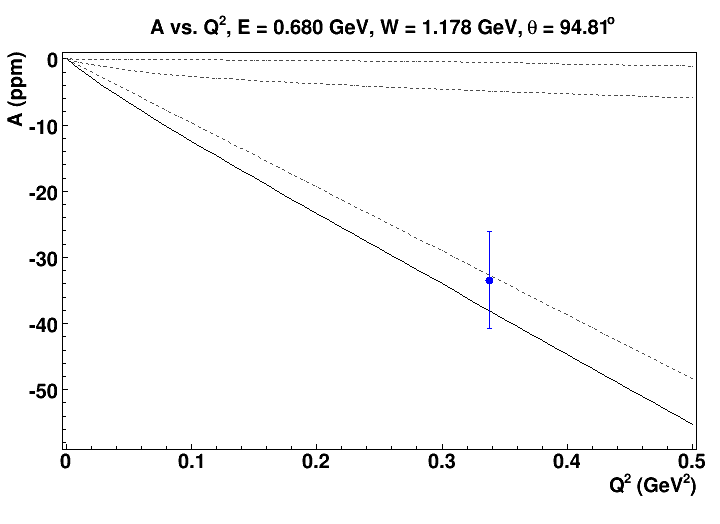 A vs. Q², E = 0.680 GeV, W = 1.178 GeV, θ = 94.81°
A (ppm)
0
-10
-20
-30
-40
-50
0 0.1 0.2 0.3 0.4 0.5
Q² (GeV²)